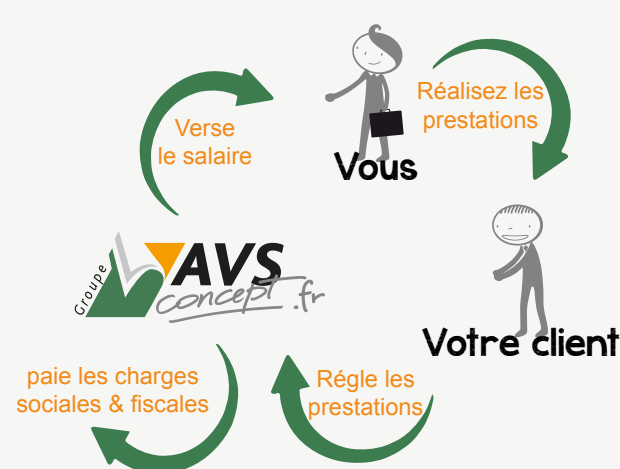 Verse
le salaire
Réalisez les
prestations
Vous
Groupe
AVS
concept.fr
Votre client
paie les charges
sociales & fiscales
Régle les
prestations